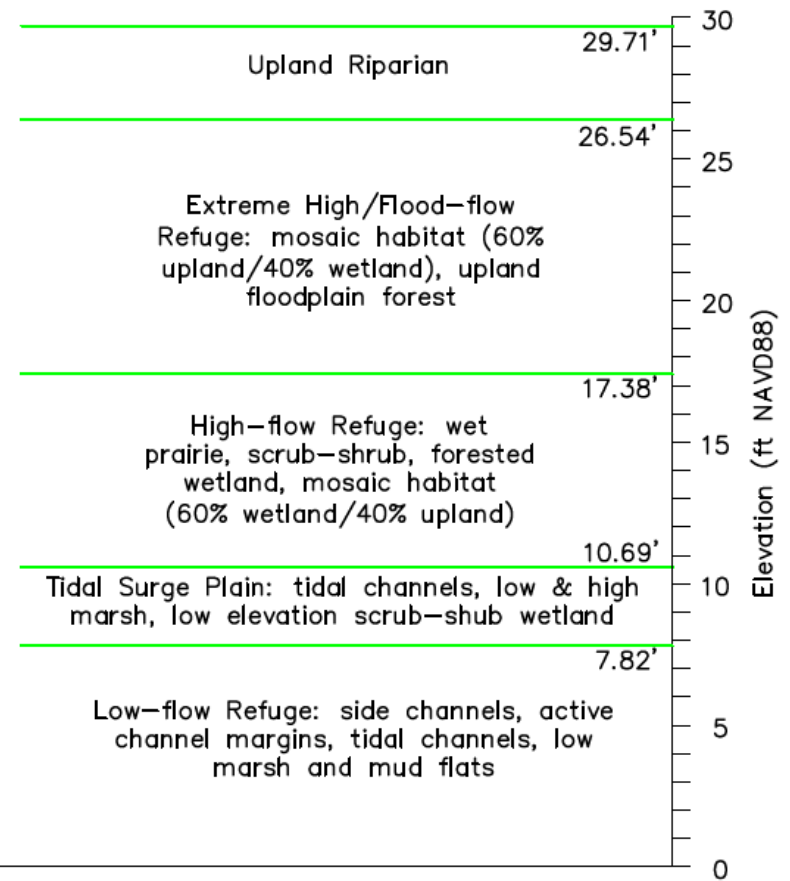 30
29.71'
Upland Riparian
26.54'
25
Extreme High/Flood-flow
Refuge: mosaic habitat (60%
upland/40% wetland), upland
floodplain forest
20
Elevation (ft NAVD88)
17.38'
High-flow Refuge: wet
prairie, scrub-shrub, forested
wetland, mosaic habitat
(60% wetland/40% upland)
15
10.69'
Tidal Surge Plain: tidal channels, low & high
marsh, low elevation scrub-shub wetland
10
7.82'
Low-flow Refuge: side channels, active
channel margins, tidal channels, low
marsh and mud flats
5
0